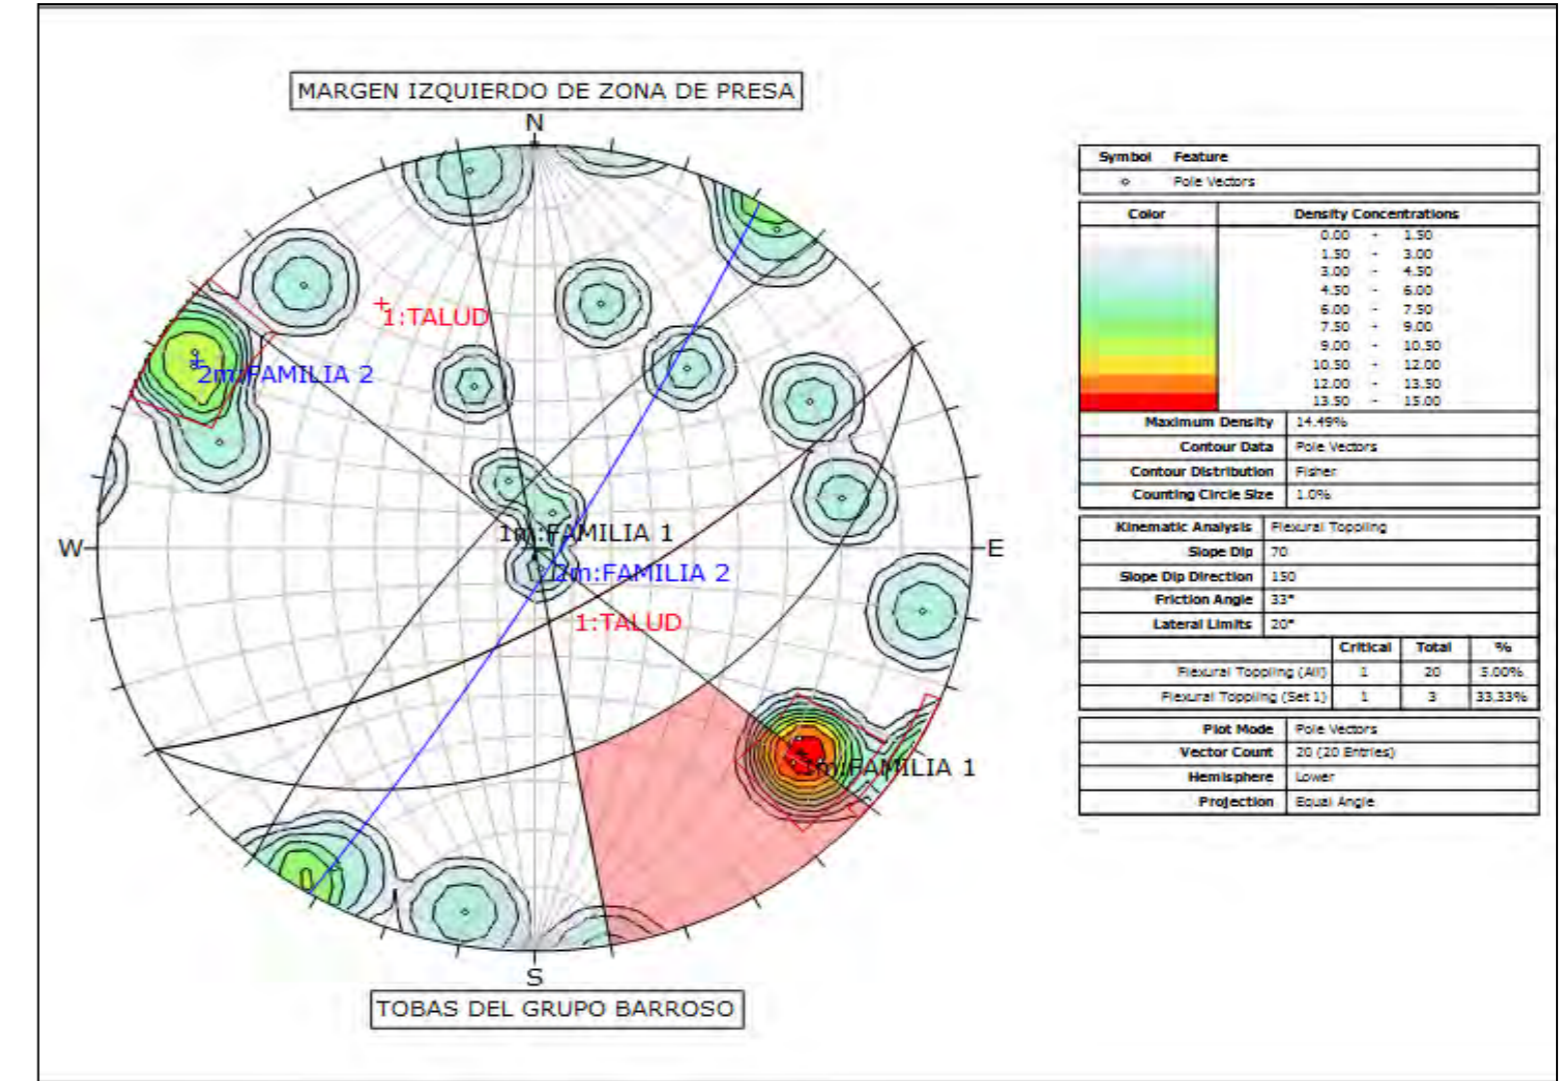 MARGEN IZQUIERDO DE ZONA DE PRESA
N
1:TALUD
2m:FAMILIA 2
1m:FAMILIA 1
W
E
2m:FAMILIA 2
1:TALUD
1m:FAMILIA 1
S
TOBAS DEL GRUPO BARROSO
Symbol Feature
Pole Vectors
Color Density Concentrations
0.00 - 1.50
1.50 - 3.00
3.00 - 4.50
4.50 - 6.00
6.00 - 7.50
7.50 - 9.00
9.00 - 10.50
10.50 - 12.00
12.00 - 13.50
13.50 - 15.00
Maximum Density 14.49%
Contour Data Pole Vectors
Contour Distribution Fisher
Counting Circle Size 1.0%
Kinematic Analysis Flexural Toppling
Slope Dip 70
Slope Dip Direction 150
Friction Angle 33°
Lateral Limits 20°
Critical Total %
Flexural Toppling (All) 1 20 5.00%
Flexural Toppling (Set 1) 1 3 33.33%
Plot Mode Pole Vectors
Vector Count 20 (20 Entries)
Hemisphere Lower
Projection Equal Angle